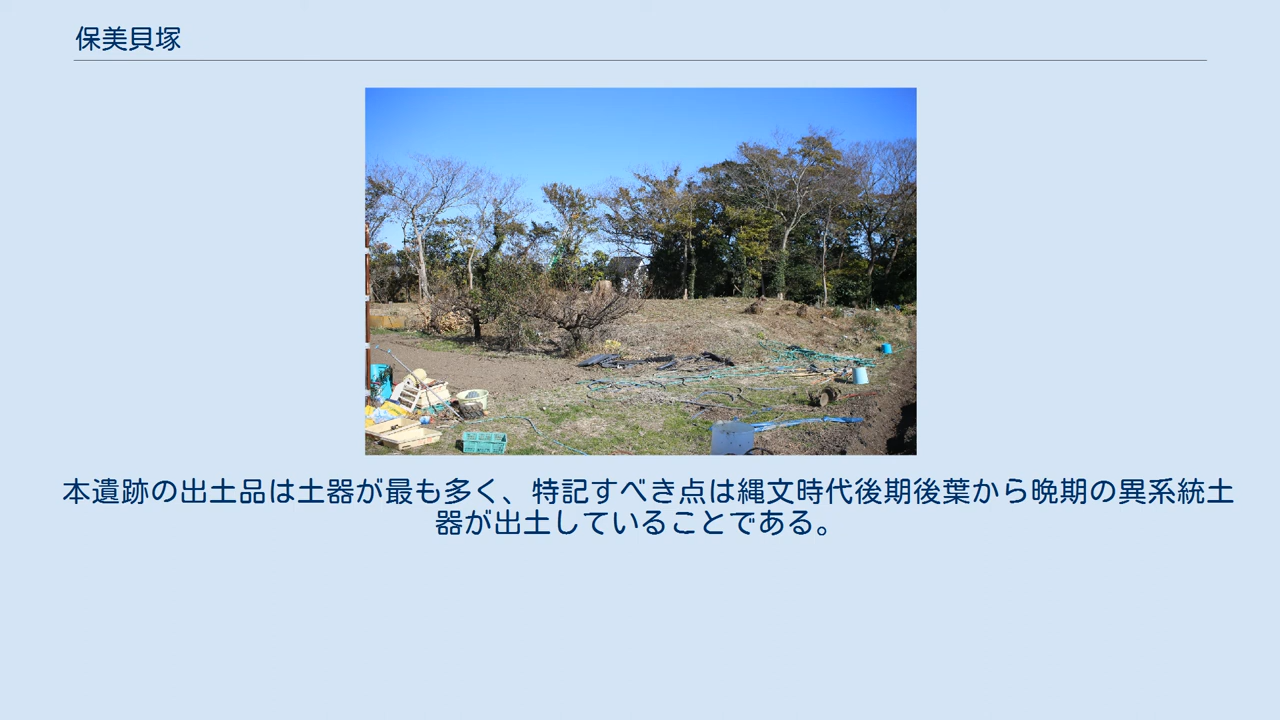 保美貝塚
本遺跡の出土品は土器が最も多く、特記すべき点は縄文時代後期後葉から晩期の異系統土
器が出土していることである。